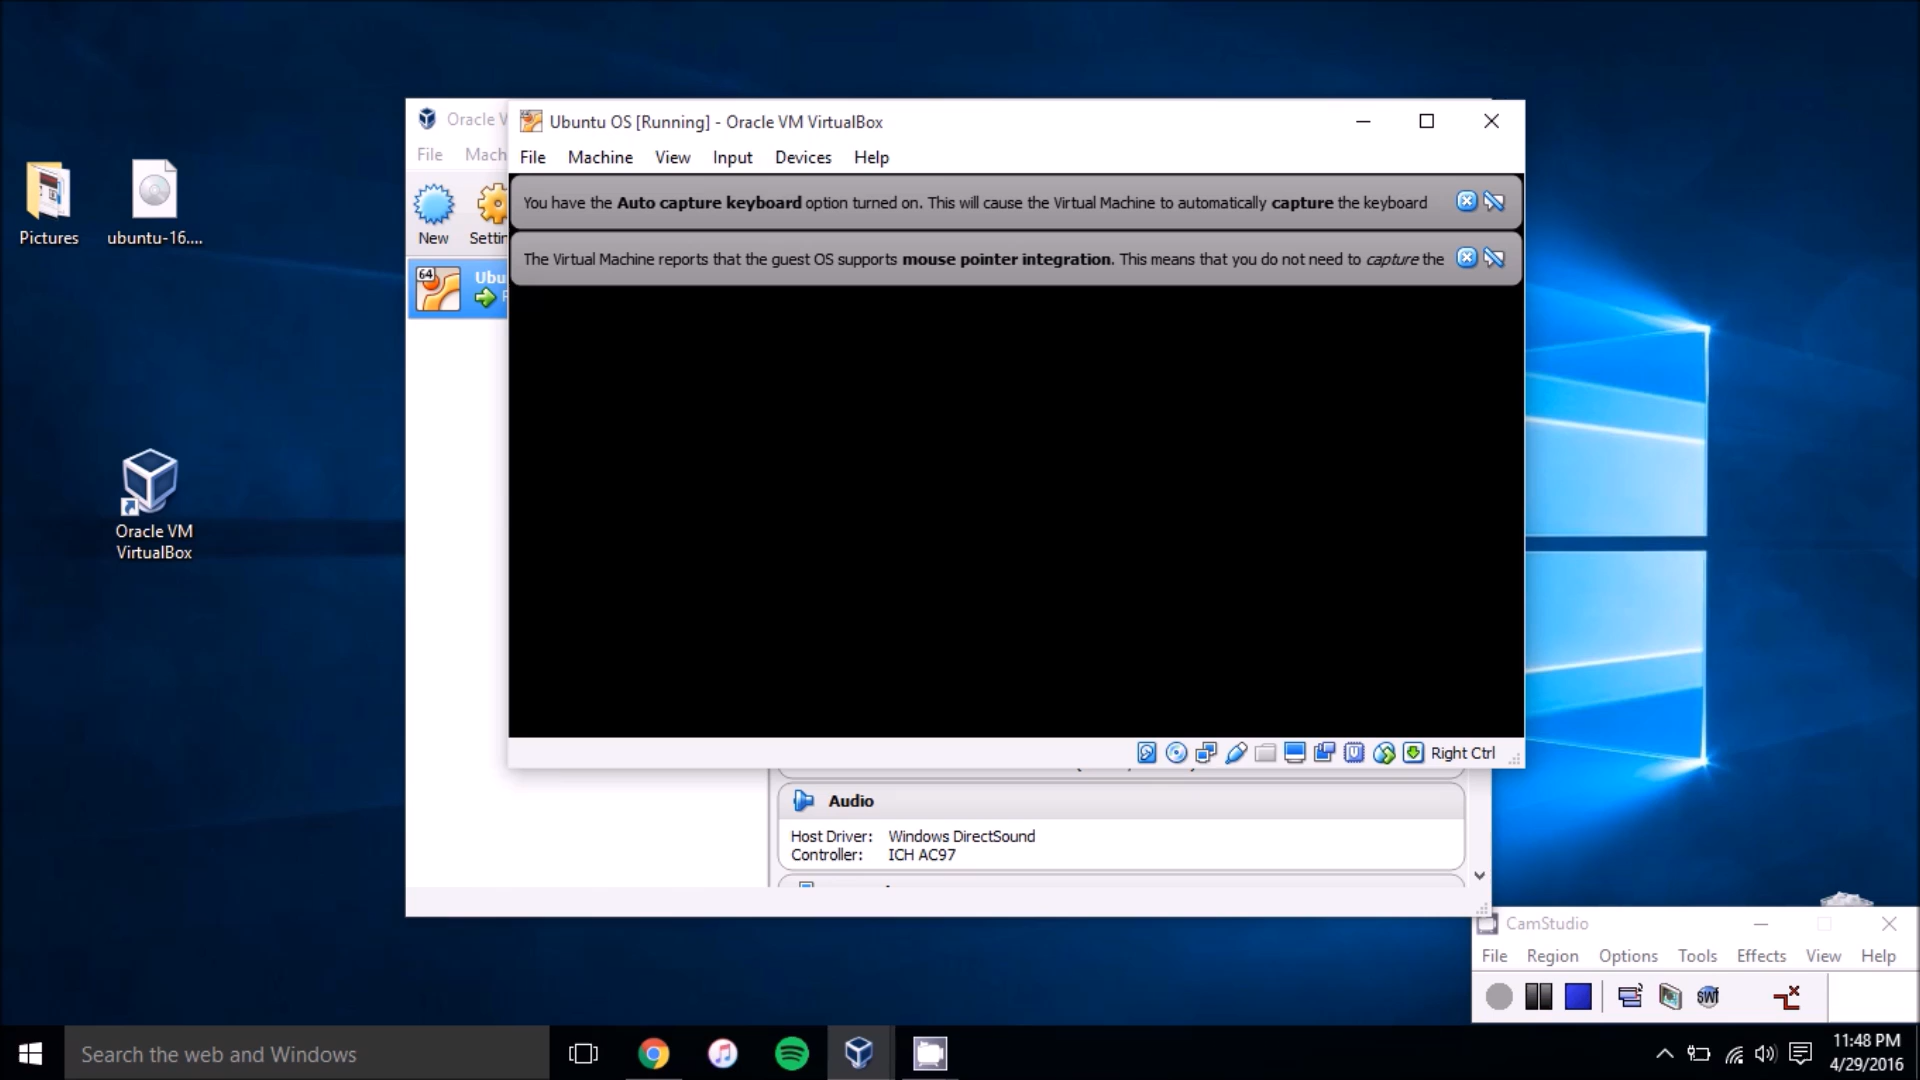 Pictures
ubuntu-16....
Oracle VM
VirtualBox
Oracle V
File Mach
New Settin
64
Ubu
Ubuntu OS [Running] - Oracle VM VirtualBox
File Machine View Input Devices Help
You have the Auto capture keyboard option turned on. This will cause the Virtual Machine to automatically capture the keyboard
The Virtual Machine reports that the guest OS supports mouse pointer integration. This means that you do not need to capture the
Right Ctrl
Audio
Host Driver: Windows DirectSound
Controller: ICH AC97
CamStudio
File Region Options Tools Effects View Help
swf
Search the web and Windows
11:48 PM
4/29/2016